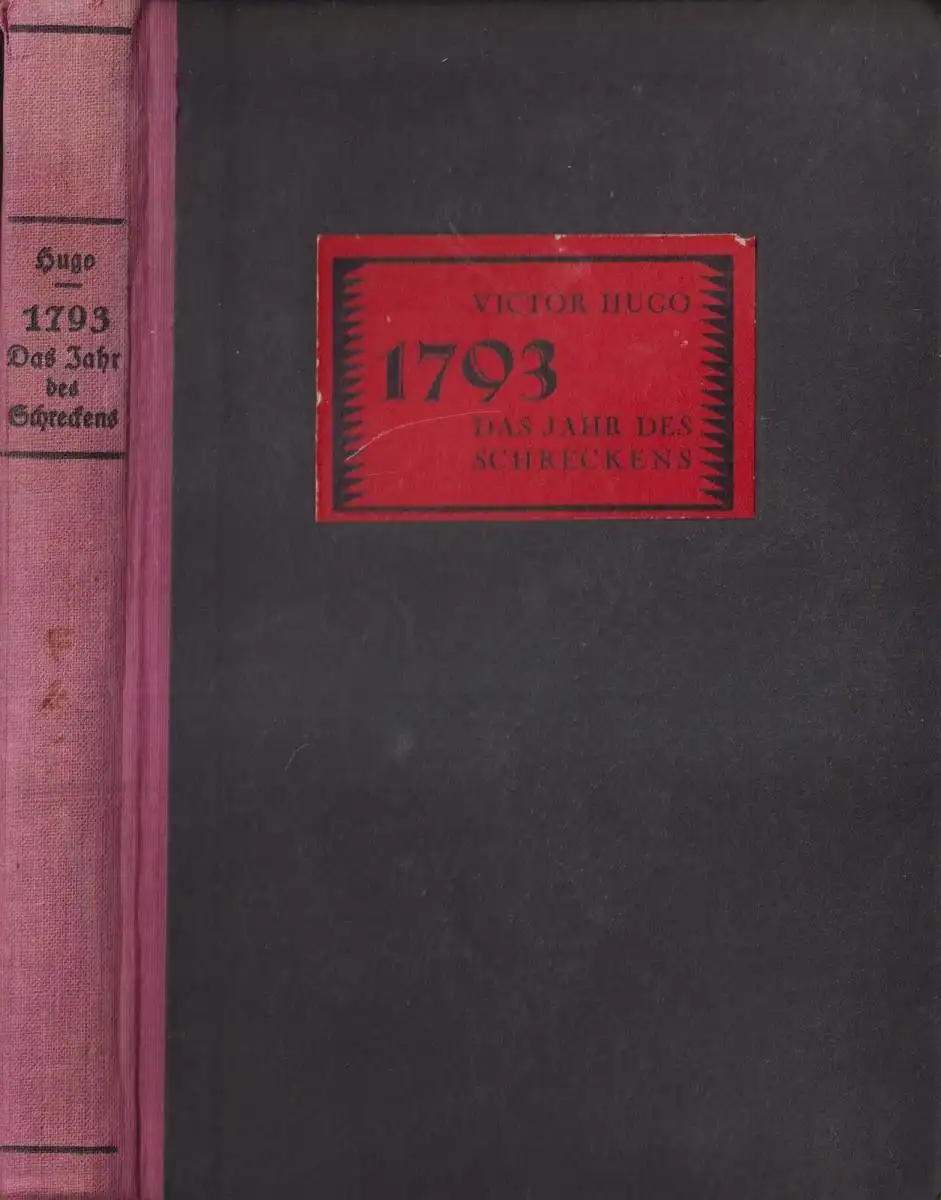 Hugo
1793
Das Jahr
des
Schreckens
VICTOR HUGO
1793
DAS JAHR DES
SCHRECKENS